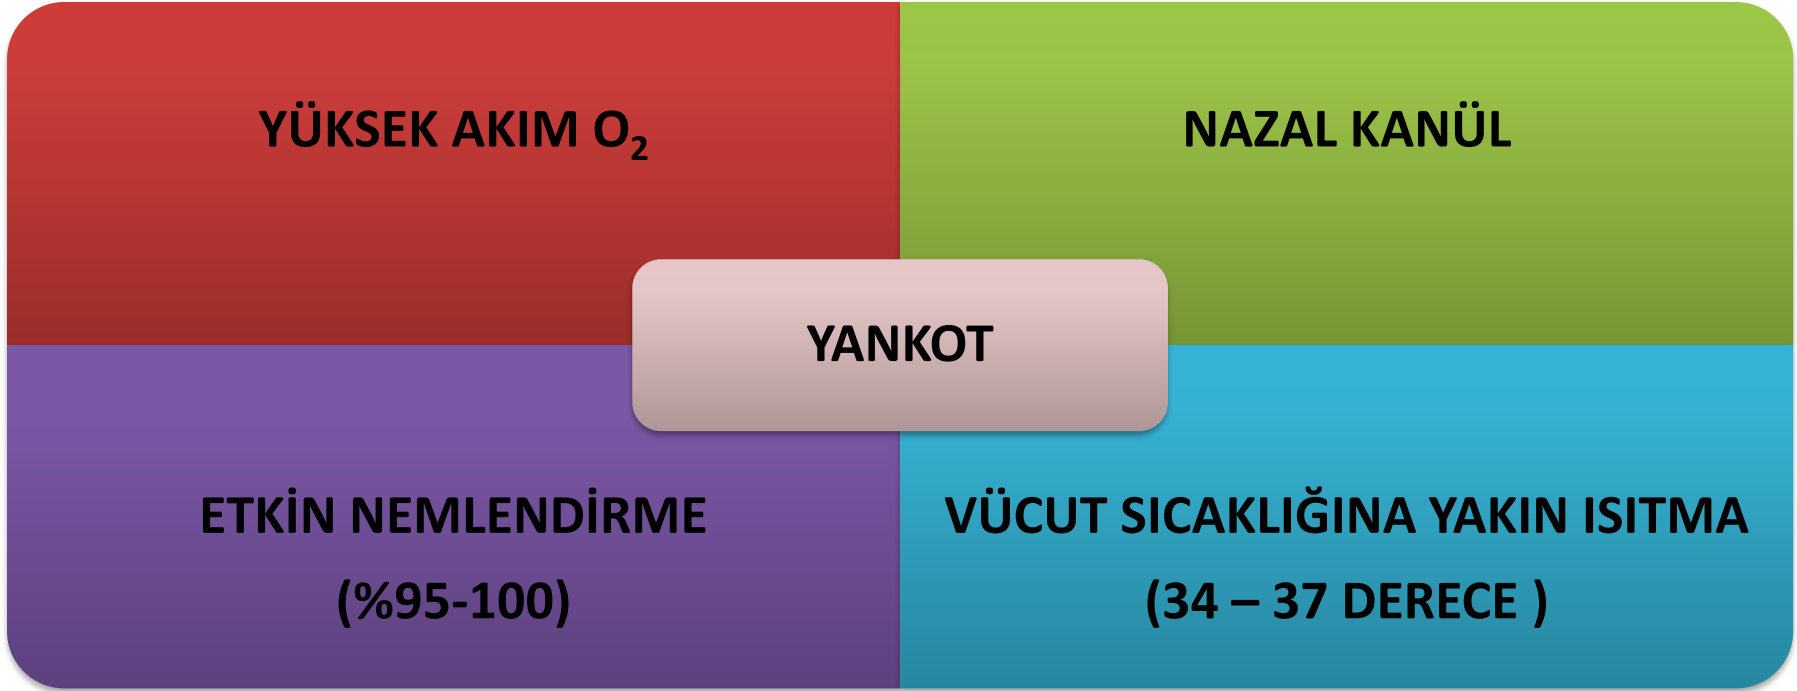 YÜKSEK AKIM O₂
NAZAL KANÜL
YANKOT
ETKİN NEMLENDİRME
(%95-100)
VÜCUT SICAKLIĞINA YAKIN ISITMA
(34 – 37 DERECE )